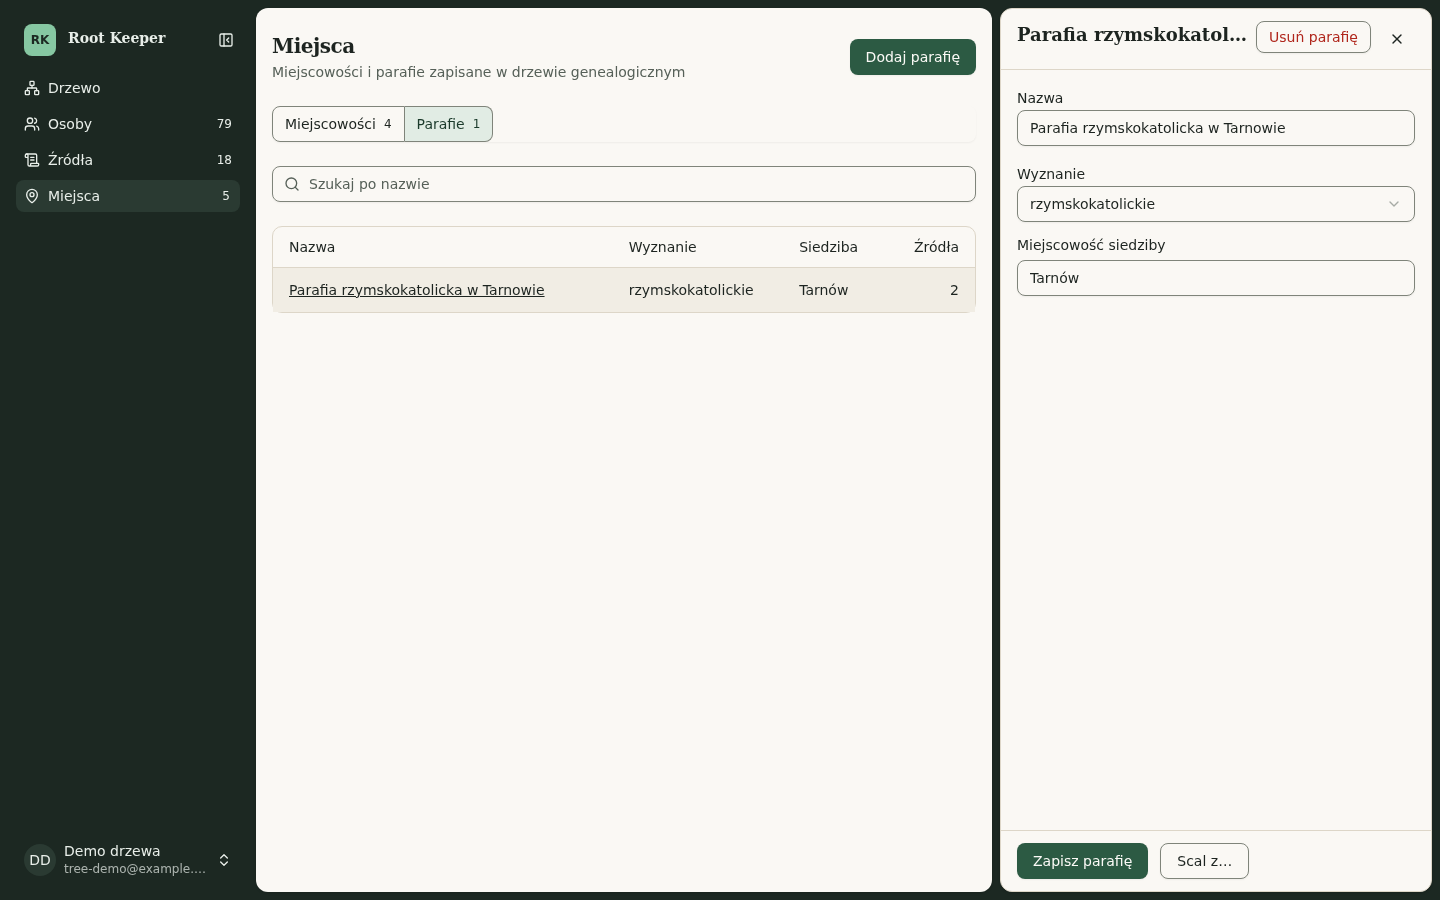 RK
Root Keeper
Drzewo
Osoby 79
Źródła 18
Miejsca 5
DD
Demo drzewa
tree-demo@example....
Miejsca
Miejscowości i parafie zapisane w drzewie genealogicznym
Dodaj parafię
Miejscowości 4
Parafie 1
Szukaj po nazwie
Nazwa Wyznanie Siedziba Źródła
Parafia rzymskokatolicka w Tarnowie rzymskokatolickie Tarnów 2
Parafia rzymskokatol...
Usuń parafię
Nazwa
Parafia rzymskokatolicka w Tarnowie
Wyznanie
rzymskokatolickie
Miejscowość siedziby
Tarnów
Zapisz parafię
Scal z...